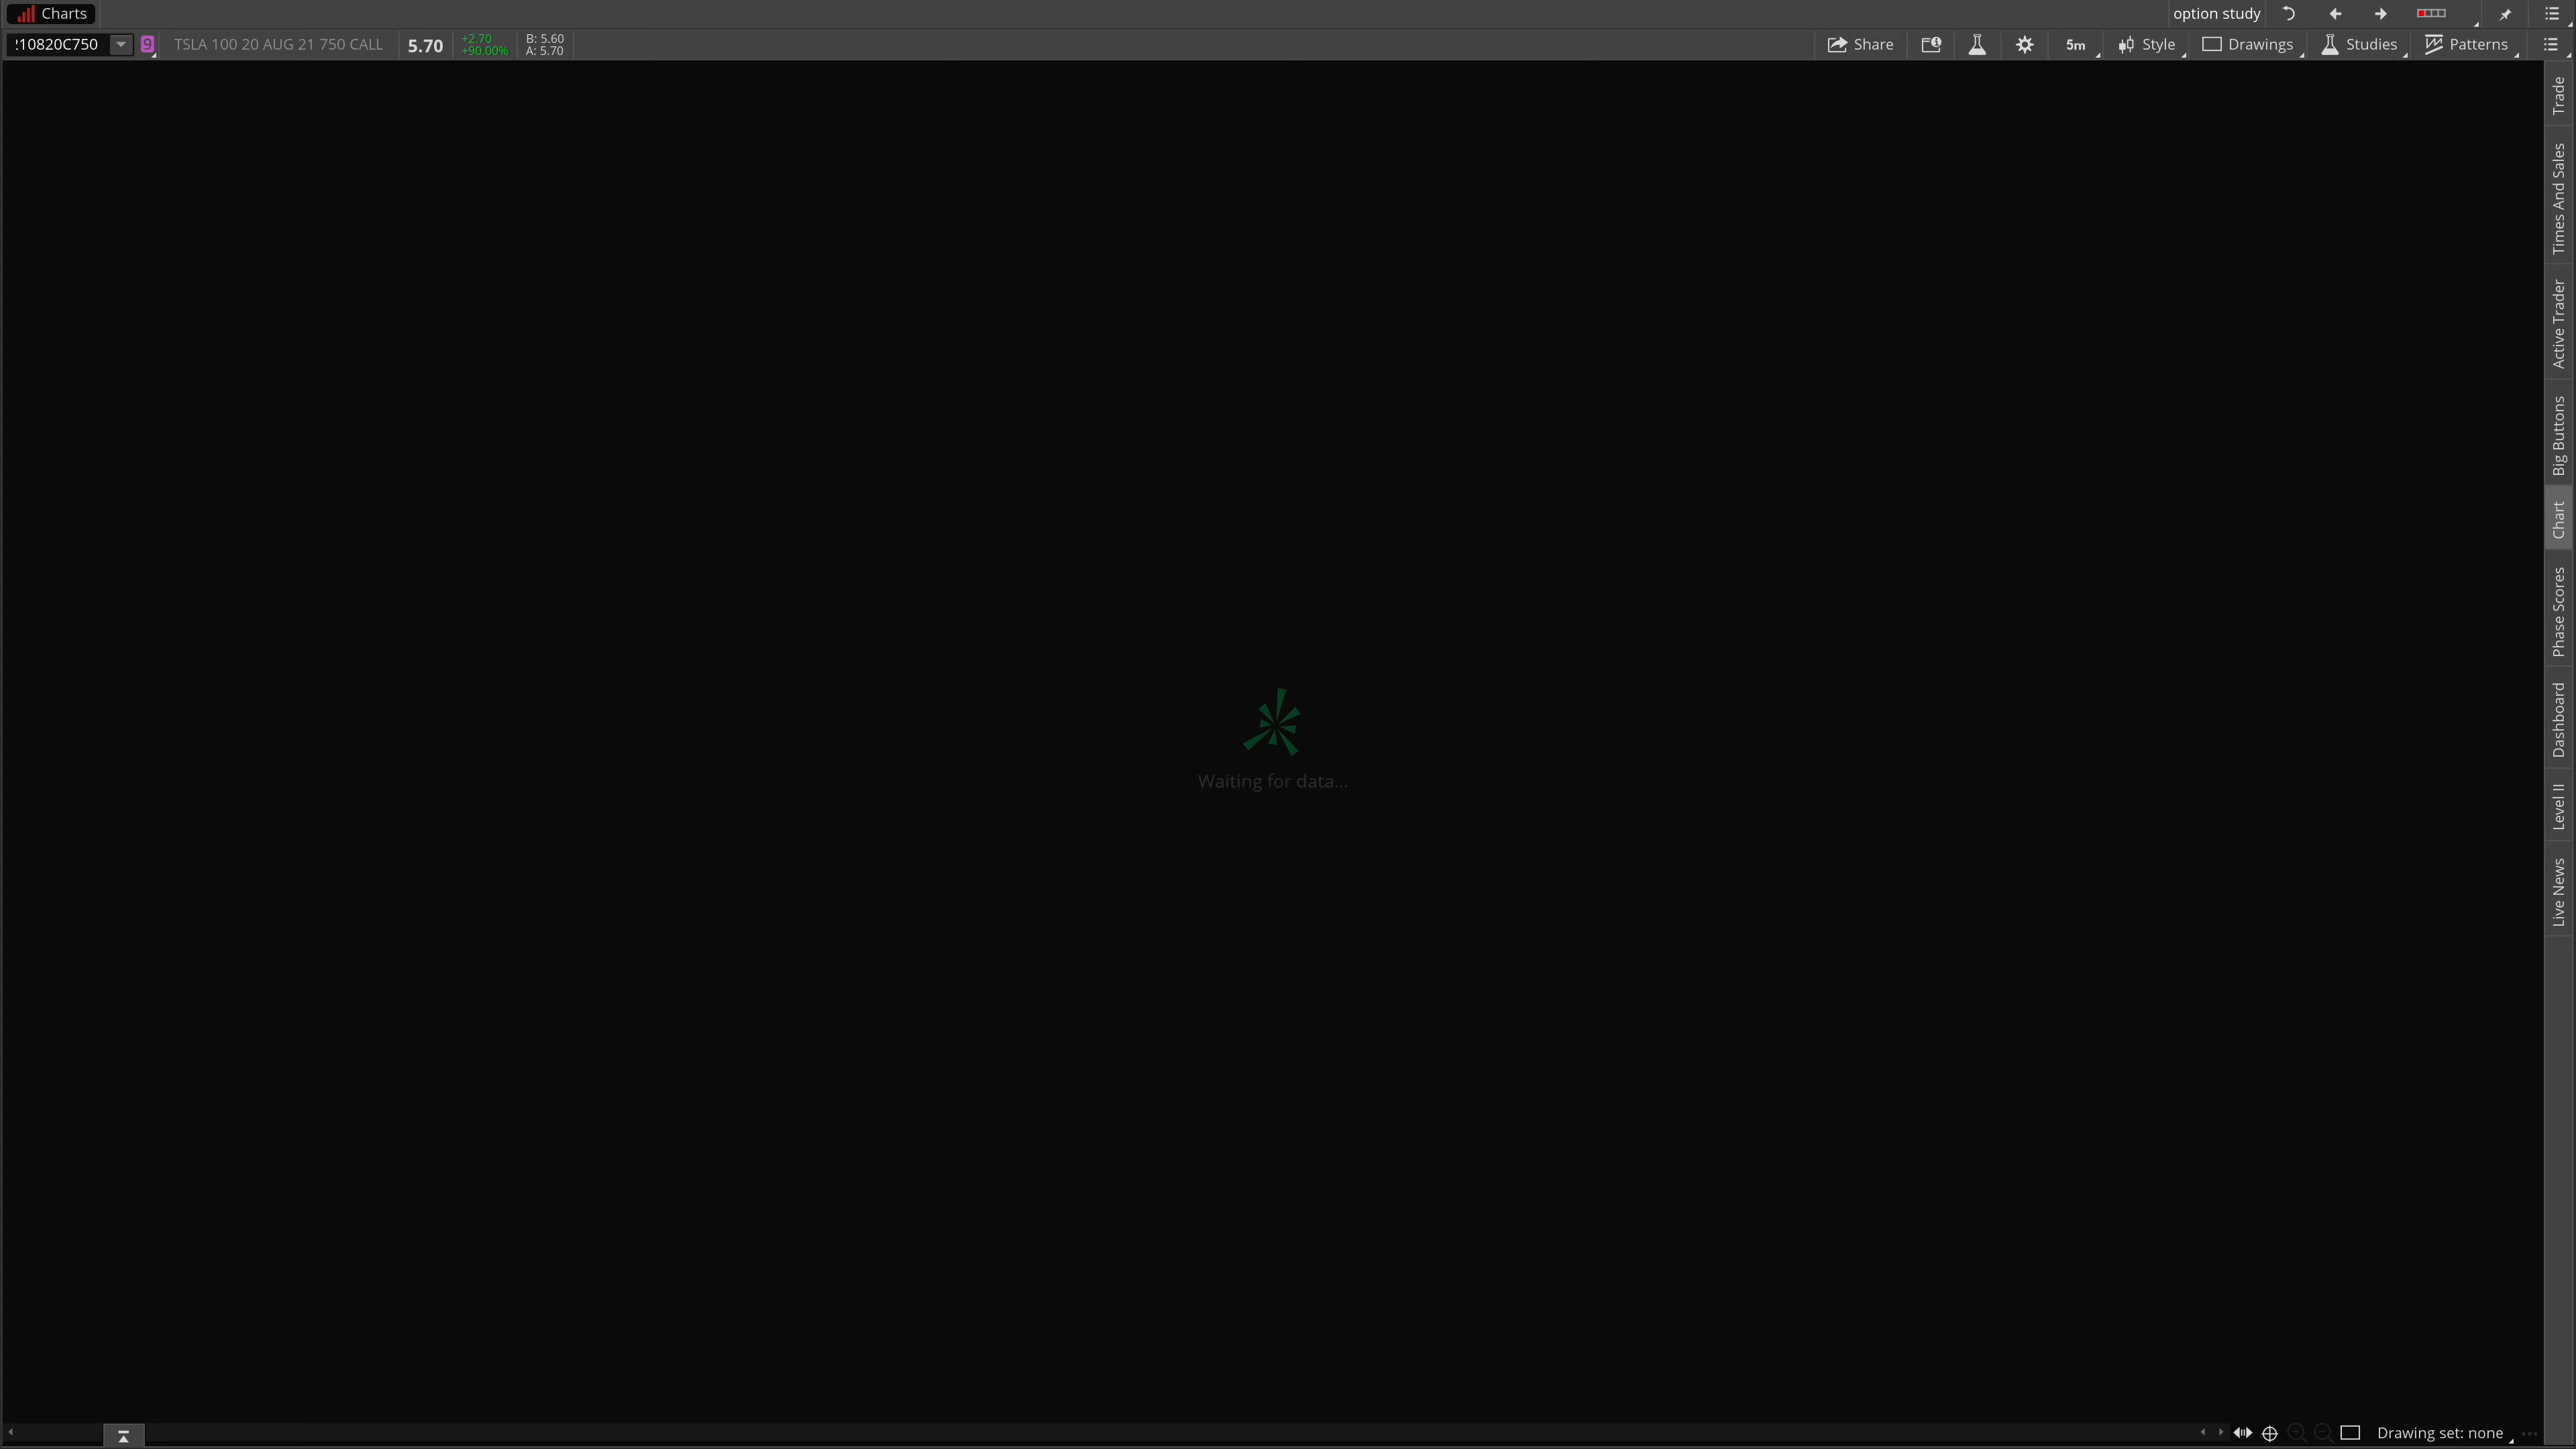 Charts
option study
210820C750
9
TSLA 100 20 AUG 21 750 CALL
5.70
+2.70
+90.00%
B: 5.60
A: 5.70
Share
5m
Style
Drawings
Studies
Patterns
Trade
Times And Sales
Active Trader
Big Buttons
Chart
Phase Scores
Dashboard
Level II
Live News
Waiting for data...
Drawing set: none